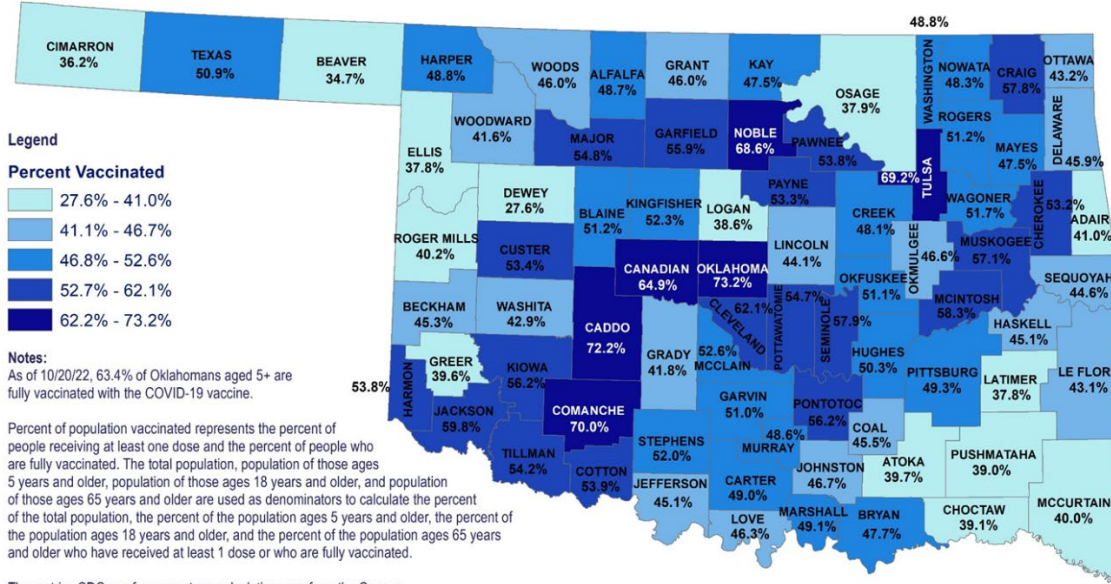 48.8%
CIMARRON
36.2%
TEXAS
50.9%
BEAVER
34.7%
HARPER
48.8%
WOODS
46.0%
ALFALFA
48.7%
GRANT
46.0%
KAY
47.5%
OSAGE
37.9%
WASHINGTON
NOWATA
48.3%
CRAIG
57.8%
OTTAWA
43.2%
WOODWARD
41.6%
MAJOR
54.8%
GARFIELD
55.9%
NOBLE
68.6%
PAWNEE
53.8%
ROGERS
51.2%
MAYES
47.5%
DELAWARE
45.9%
Legend
Percent Vaccinated
27.6% - 41.0%
41.1% - 46.7%
46.8% - 52.6%
52.7% - 62.1%
62.2% - 73.2%
ELLIS
37.8%
DEWEY
27.6%
BLAINE
51.2%
KINGFISHER
52.3%
LOGAN
38.6%
PAYNE
53.3%
69.2%
TULSA
CREEK
48.1%
WAGONER
51.7%
CHEROKEE
53.2%
ADAIR
41.0%
ROGER MILLS
40.2%
CUSTER
53.4%
CANADIAN
64.9%
OKLAHOMA
73.2%
LINCOLN
44.1%
OKMULGEE
46.6%
MUSKOGEE
57.1%
SEQUOYAH
44.6%
BECKHAM
45.3%
WASHITA
42.9%
CADDO
72.2%
GRADY
41.8%
CLEVELAND
62.1%
POTTAWATOMIE
54.7%
SEMINOLE
57.9%
OKFUSKEE
51.1%
MCINTOSH
58.3%
HASKELL
45.1%
Notes:
As of 10/20/22, 63.4% of Oklahomans aged 5+ are
fully vaccinated with the COVID-19 vaccine.
53.8%
HARMON
GREER
39.6%
KIOWA
56.2%
52.6%
MCCLAIN
HUGHES
50.3%
PITTSBURG
49.3%
LATIMER
37.8%
LE FLOR
43.1%
JACKSON
59.8%
COMANCHE
70.0%
GARVIN
51.0%
PONTOTOC
56.2%
COAL
45.5%
Percent of population vaccinated represents the percent of
people receiving at least one dose and the percent of people who
are fully vaccinated. The total population, population of those ages
5 years and older, population of those ages 18 years and older, and population
of those ages 65 years and older are used as denominators to calculate the percent
of the total population, the percent of the population ages 5 years and older, the percent of
the population ages 18 years and older, and the percent of the population ages 65 years
and older who have received at least 1 dose or who are fully vaccinated.
TILLMAN
54.2%
COTTON
53.9%
STEPHENS
52.0%
48.6%
MURRAY
JOHNSTON
46.7%
ATOKA
39.7%
PUSHMATAHA
39.0%
JEFFERSON
45.1%
CARTER
49.0%
LOVE
46.3%
MARSHALL
49.1%
BRYAN
47.7%
CHOCTAW
39.1%
MCCURTAIN
40.0%